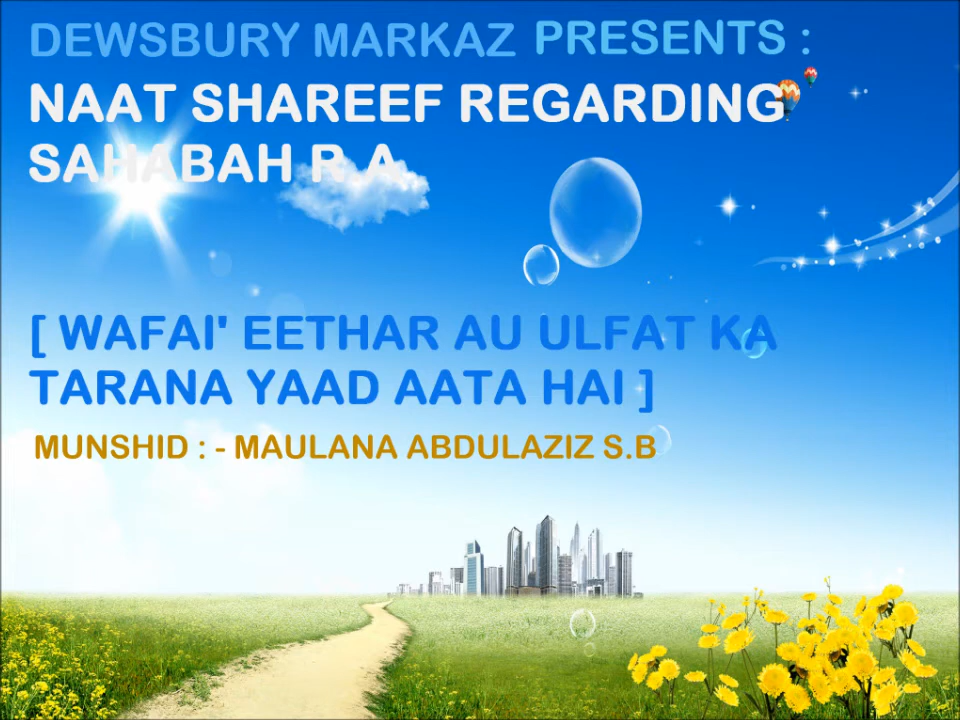 DEWSBURY MARKAZ PRESENTS :
NAAT SHAREEF REGARDING
SAHABAH R.A
[ WAFAI' EETHAR AU ULFAT KA
TARANA YAAD AATA HAI ]
MUNSHID : - MAULANA ABDULAZIZ S.B